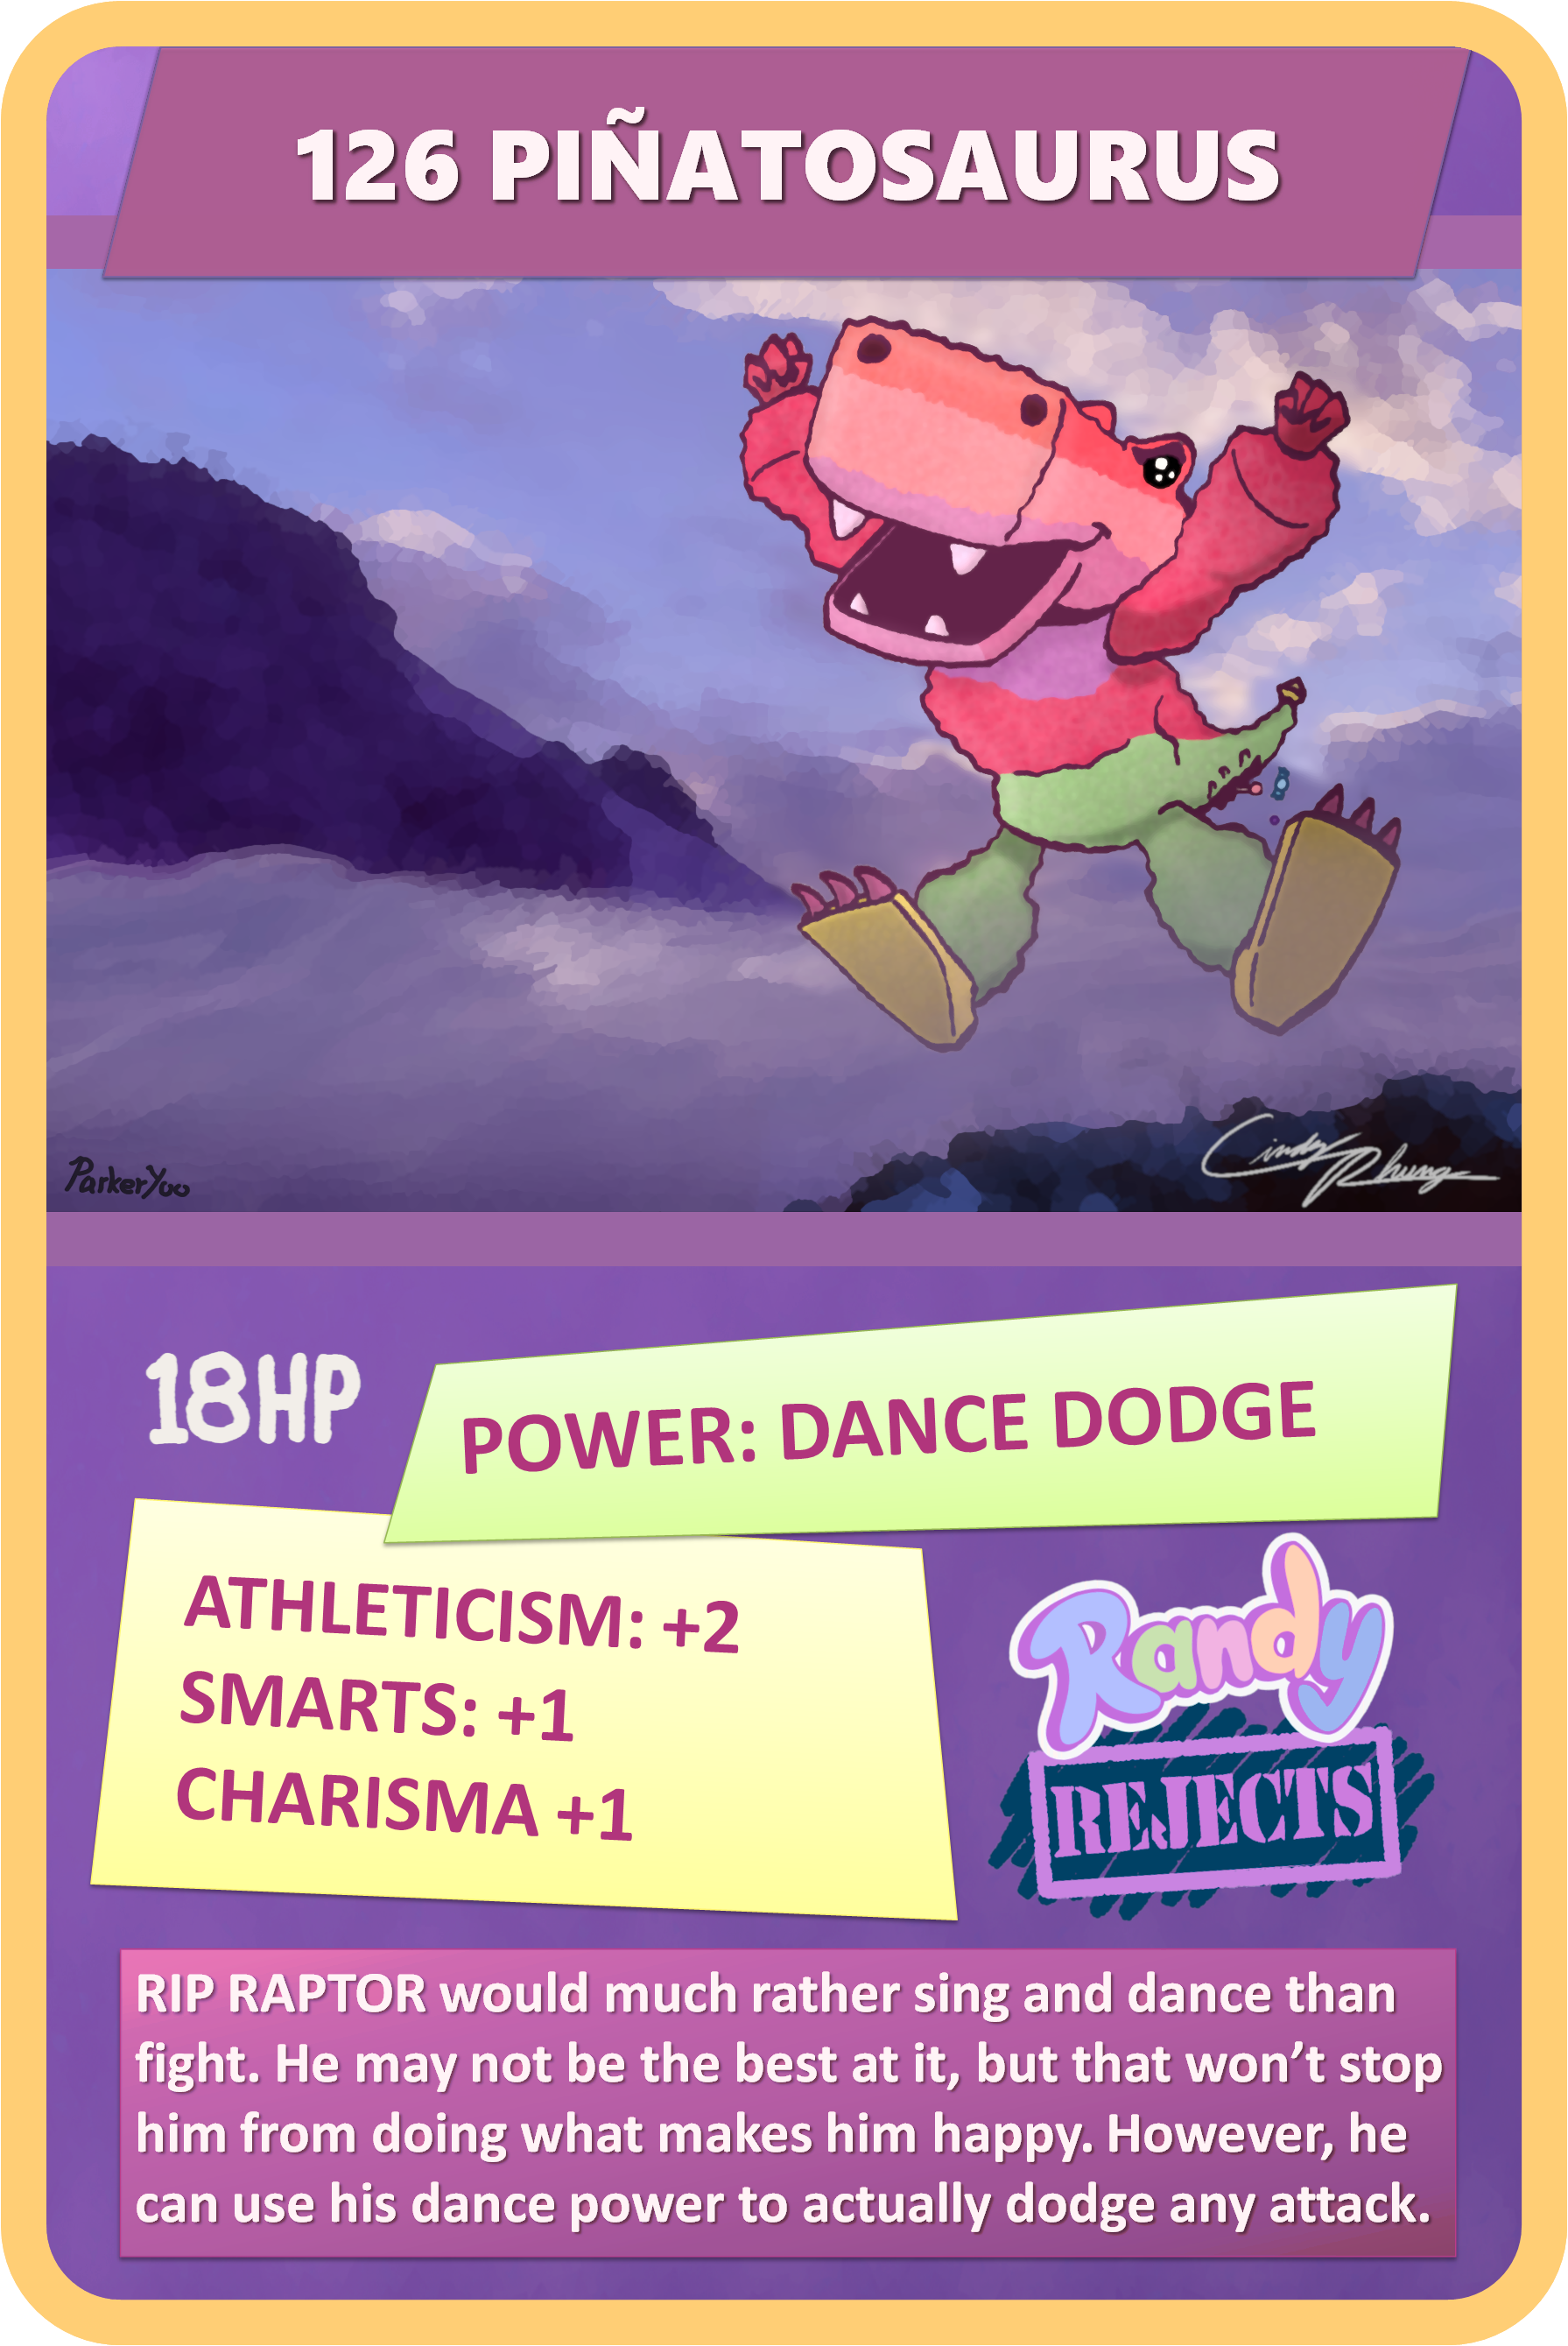 126 PIÑATOSAURUS
ParkerYoo
Cindy Phung
18HP
POWER: DANCE DODGE
ATHLETICISM: +2
SMARTS: +1
CHARISMA +1
Randy
REJECTS
RIP RAPTOR would much rather sing and dance than
fight. He may not be the best at it, but that won’t stop
him from doing what makes him happy. However, he
can use his dance power to actually dodge any attack.